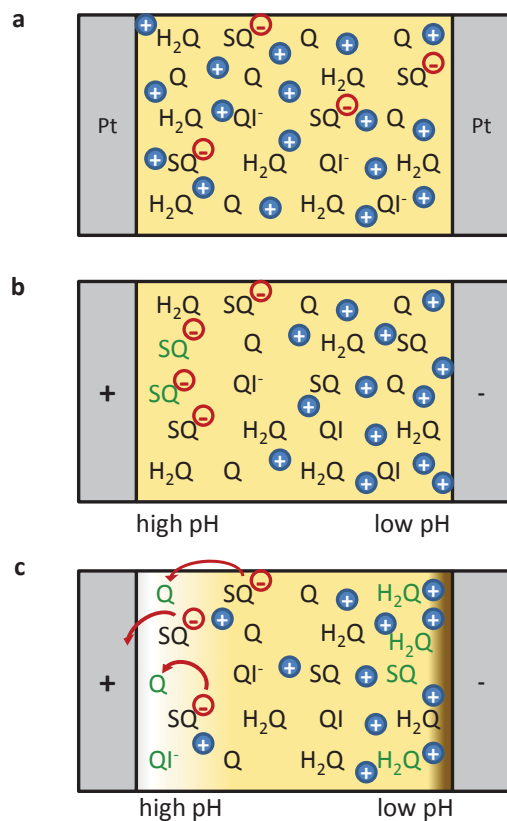 a
H₂Q SQ Q Q
Q Q H₂Q SQ
Pt H₂Q QI⁻ SQ Q Pt
SQ H₂Q QI⁻ H₂Q
H₂Q Q H₂Q QI⁻
b
H₂Q SQ Q Q
SQ Q H₂Q SQ
+ SQ QI⁻ SQ Q -
SQ H₂Q QI H₂Q
H₂Q Q H₂Q QI
high pH low pH
c
Q SQ Q H₂Q
SQ Q H₂Q H₂Q
+ Q QI⁻ SQ SQ -
SQ H₂Q QI H₂Q
QI⁻ Q H₂Q H₂Q
high pH low pH